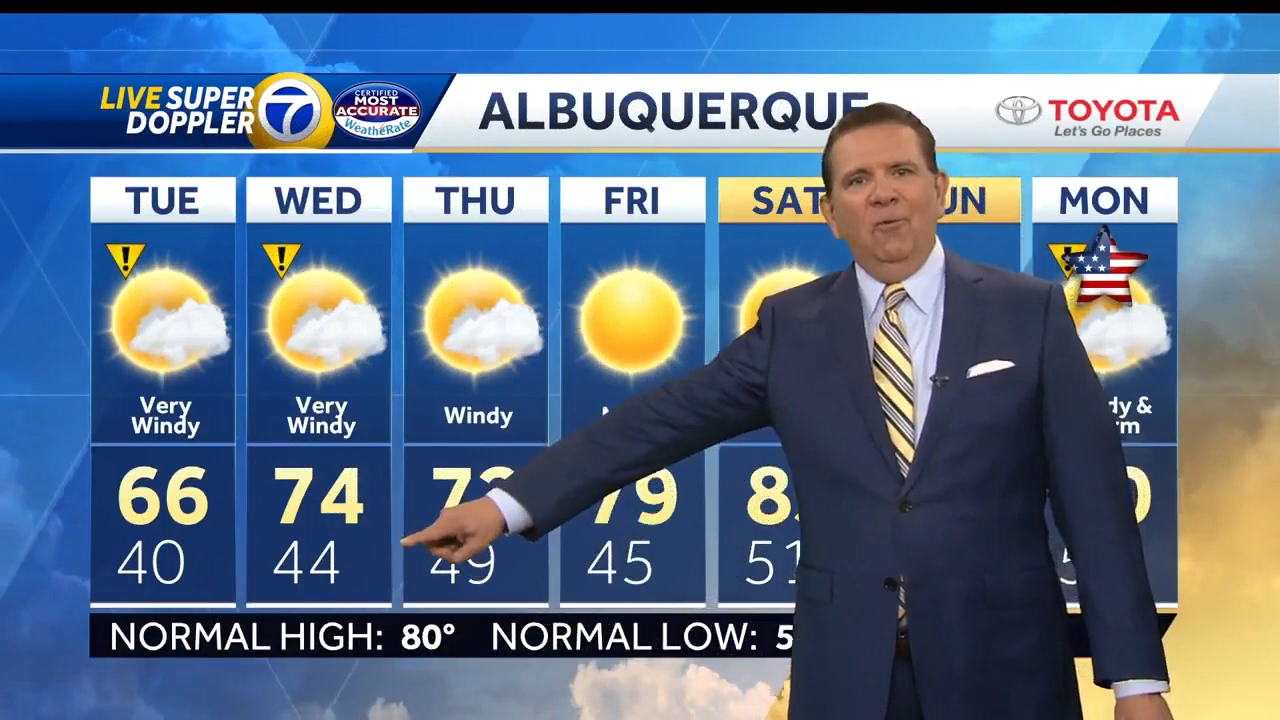 LIVE SUPER
DOPPLER
7
CERTIFIED
MOST
ACCURATE
WeatheRate
ALBUQUERQUE
TOYOTA
Let's Go Places
TUE
WED
THU
FRI
SAT
MON
!
!
Very
Windy
Very
Windy
Windy
66
74
79
40
44
49
45
51
NORMAL HIGH: 80° NORMAL LOW: